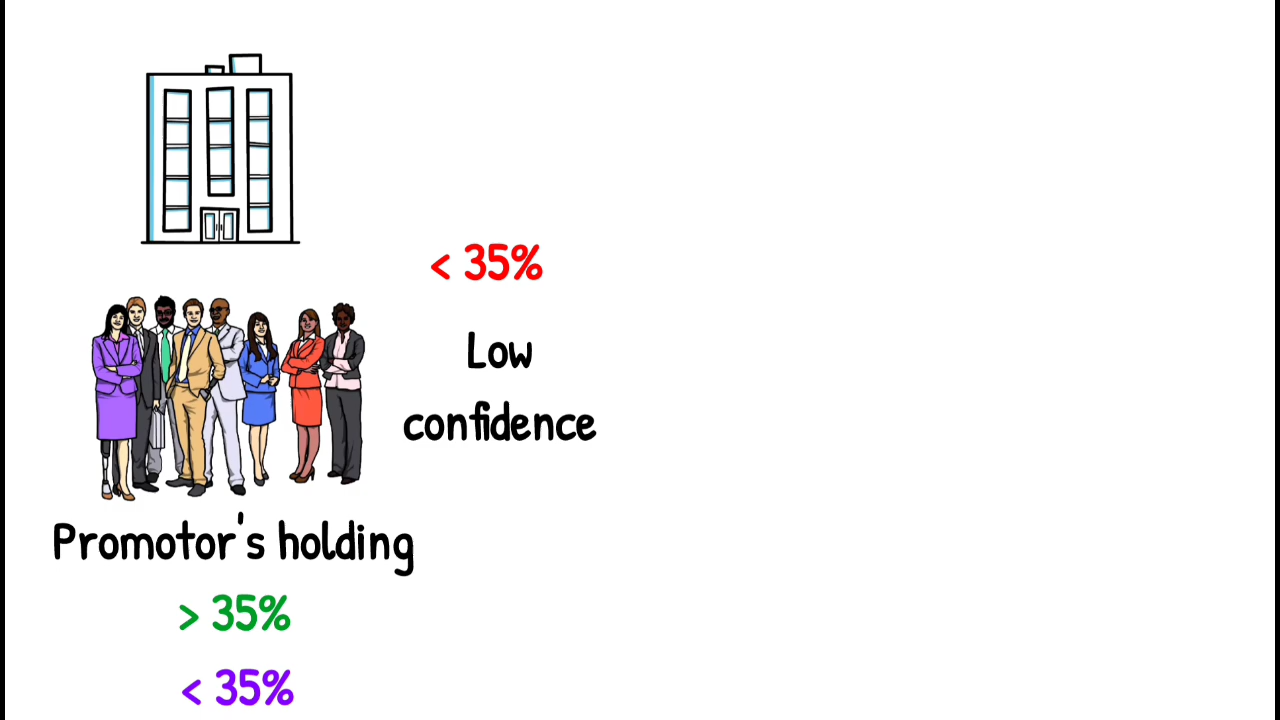 < 35%
Low
confidence
Promotor's holding
> 35%
< 35%